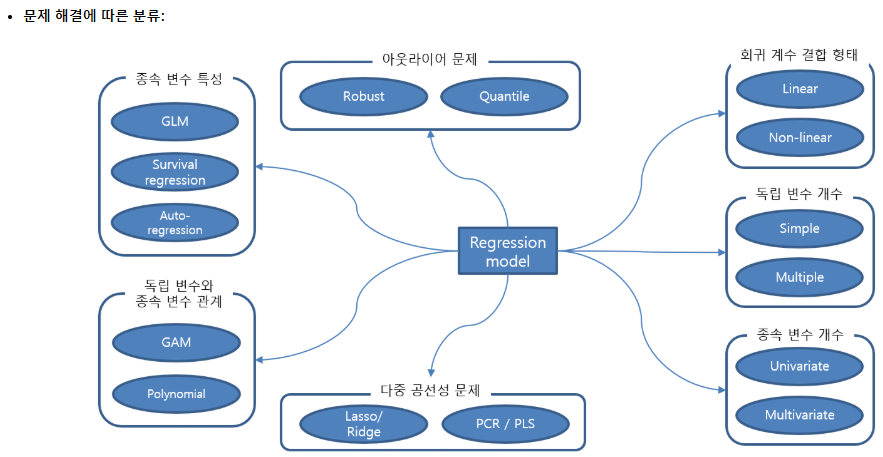 • 문제 해결에 따른 분류:
종속 변수 특성
GLM
Survival
regression
Auto-
regression
아웃라이어 문제
Robust
Quantile
회귀 계수 결합 형태
Linear
Non-linear
독립 변수 개수
Simple
Multiple
Regression
model
독립 변수와
종속 변수 관계
GAM
Polynomial
다중 공선성 문제
Lasso/
Ridge
PCR / PLS
종속 변수 개수
Univariate
Multivariate